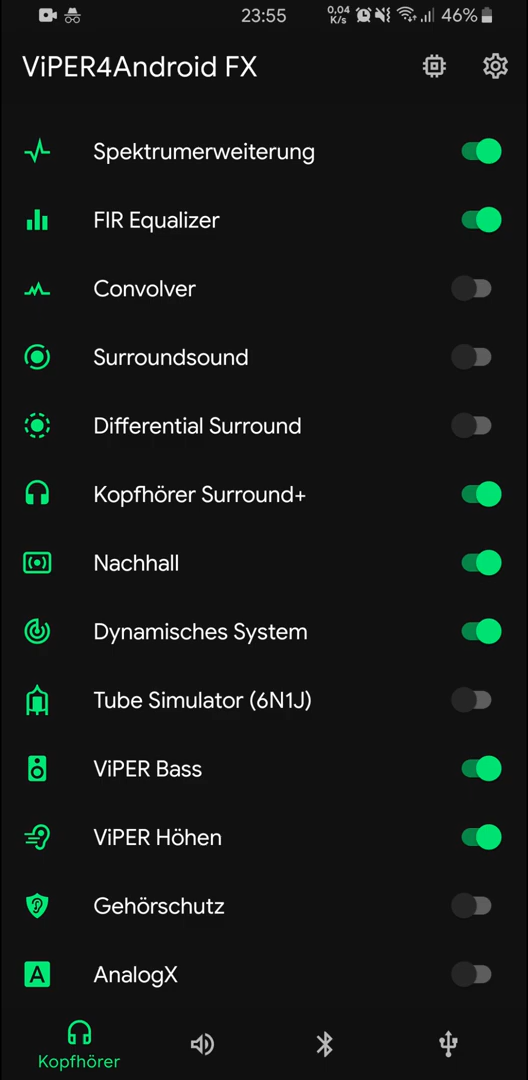 23:55
0,04
K/s
46%
ViPER4Android FX
Spektrumerweiterung
FIR Equalizer
Convolver
Surroundsound
Differential Surround
Kopfhörer Surround+
Nachhall
Dynamisches System
Tube Simulator (6N1J)
ViPER Bass
ViPER Höhen
Gehörschutz
A AnalogX
Kopfhörer